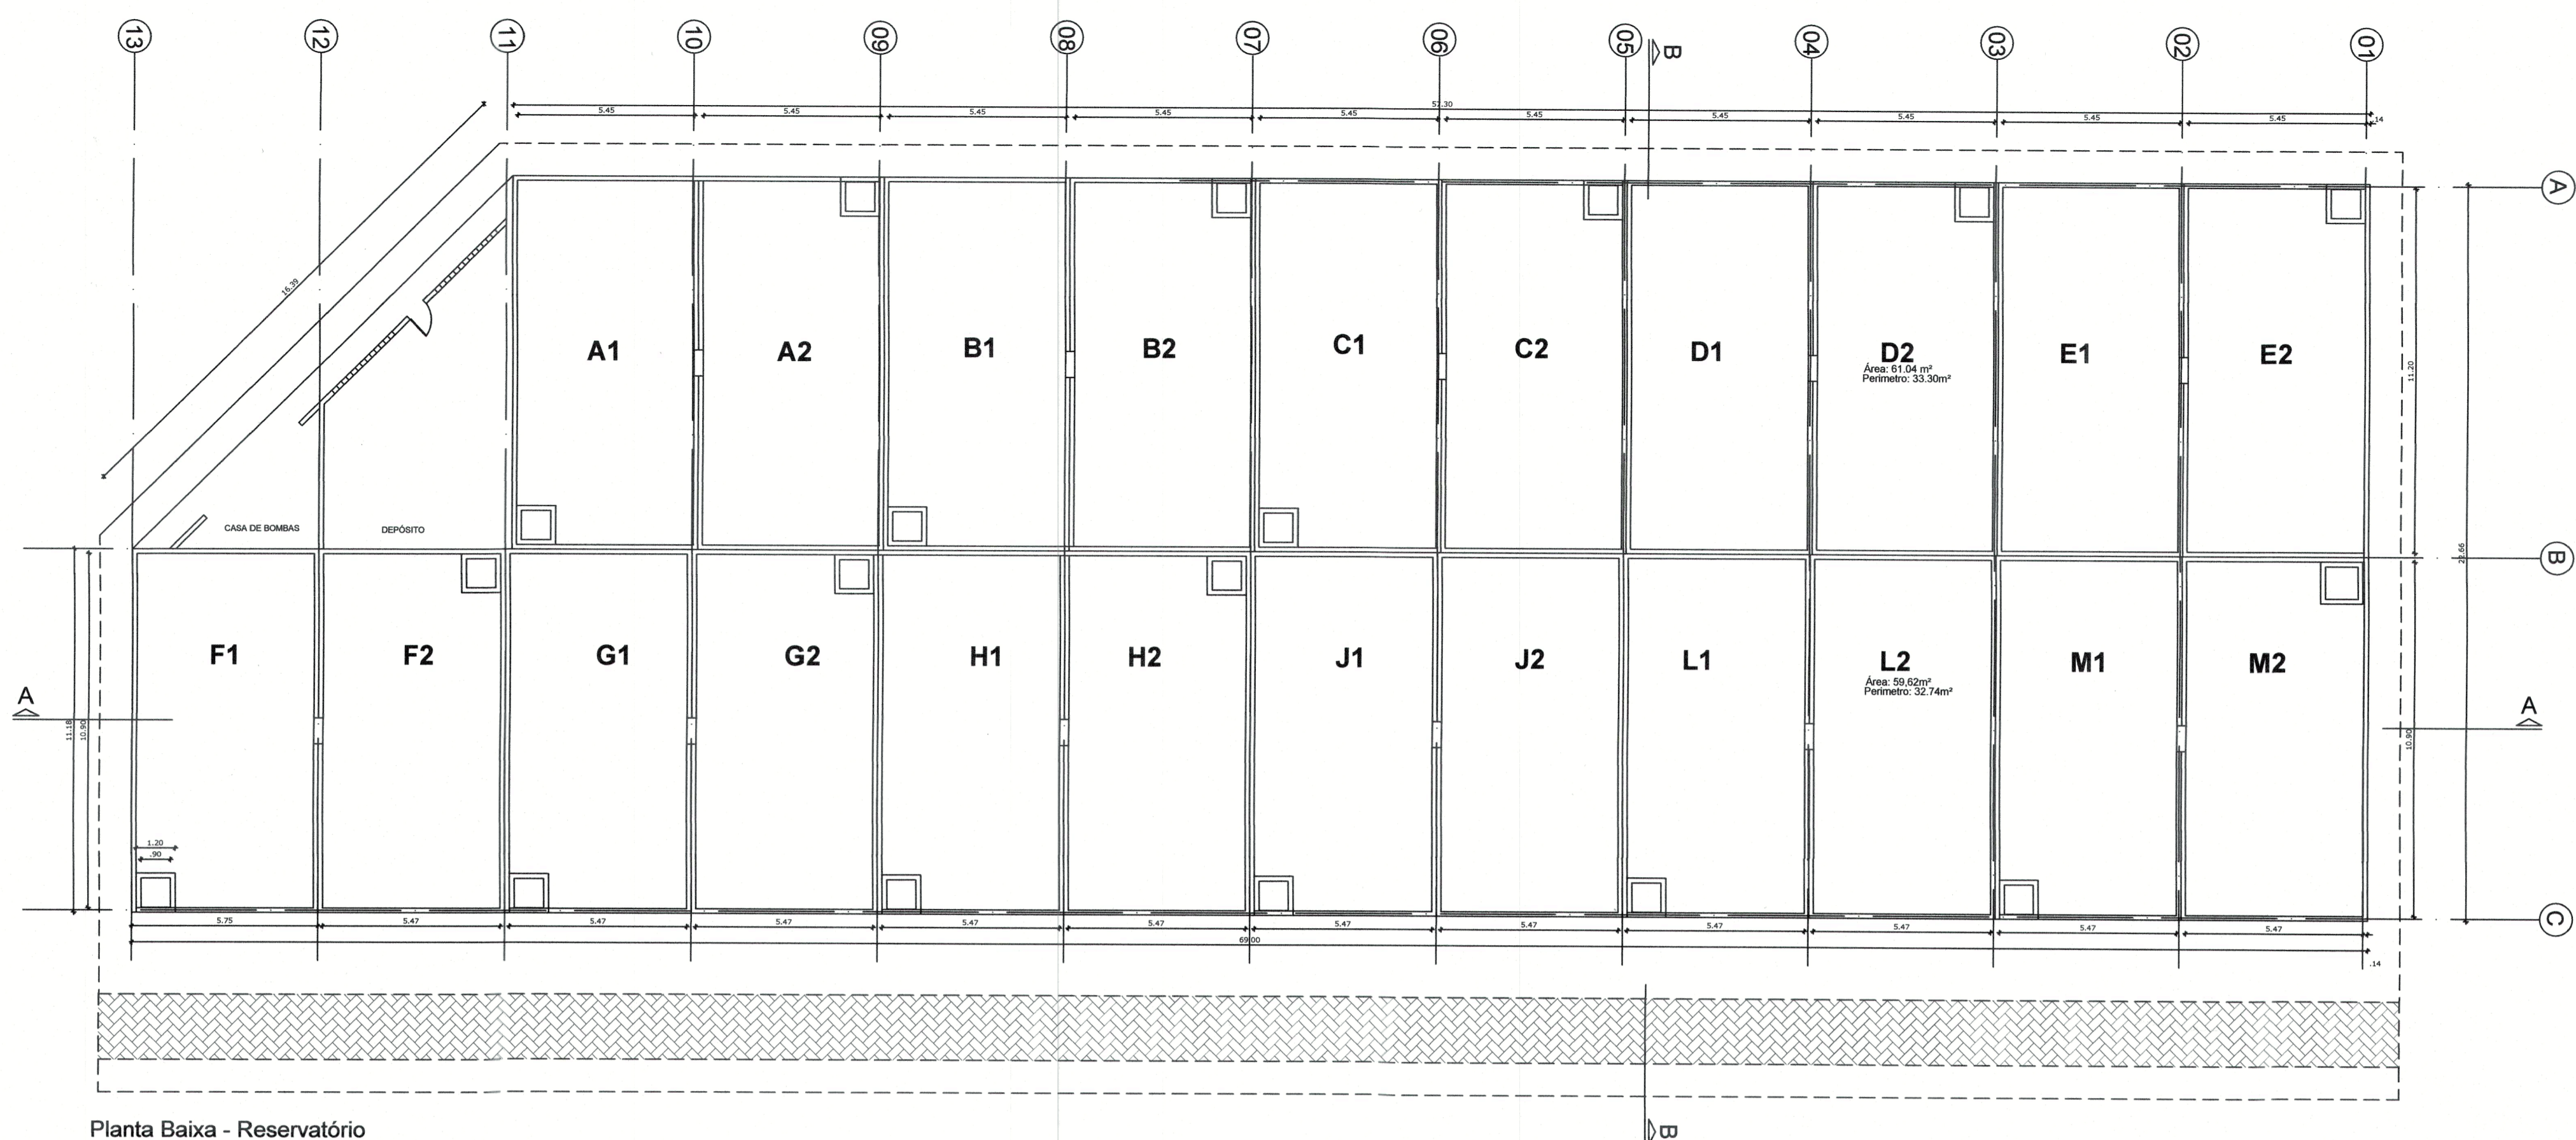 13 12 11 10 09 08 07 06 05 04 03 02 01
B
57.30
5.45 5.45 5.45 5.45 5.45 5.45 5.45 5.45 5.45 5.45 .14
A
16.39
A1 A2 B1 B2 C1 C2 D1 D2 E1 E2
Área: 61.04 m²
Perimetro: 33.30m²
11.20
CASA DE BOMBAS DEPÓSITO
B
F1 F2 G1 G2 H1 H2 J1 J2 L1 L2 M1 M2
Área: 59,62m²
Perimetro: 32.74m²
A A
11.18 10.90 10.90
1.20
.90
C
5.75 5.47 5.47 5.47 5.47 5.47 5.47 5.47 5.47 5.47 5.47 5.47
69.00
.14
B
Planta Baixa - Reservatório